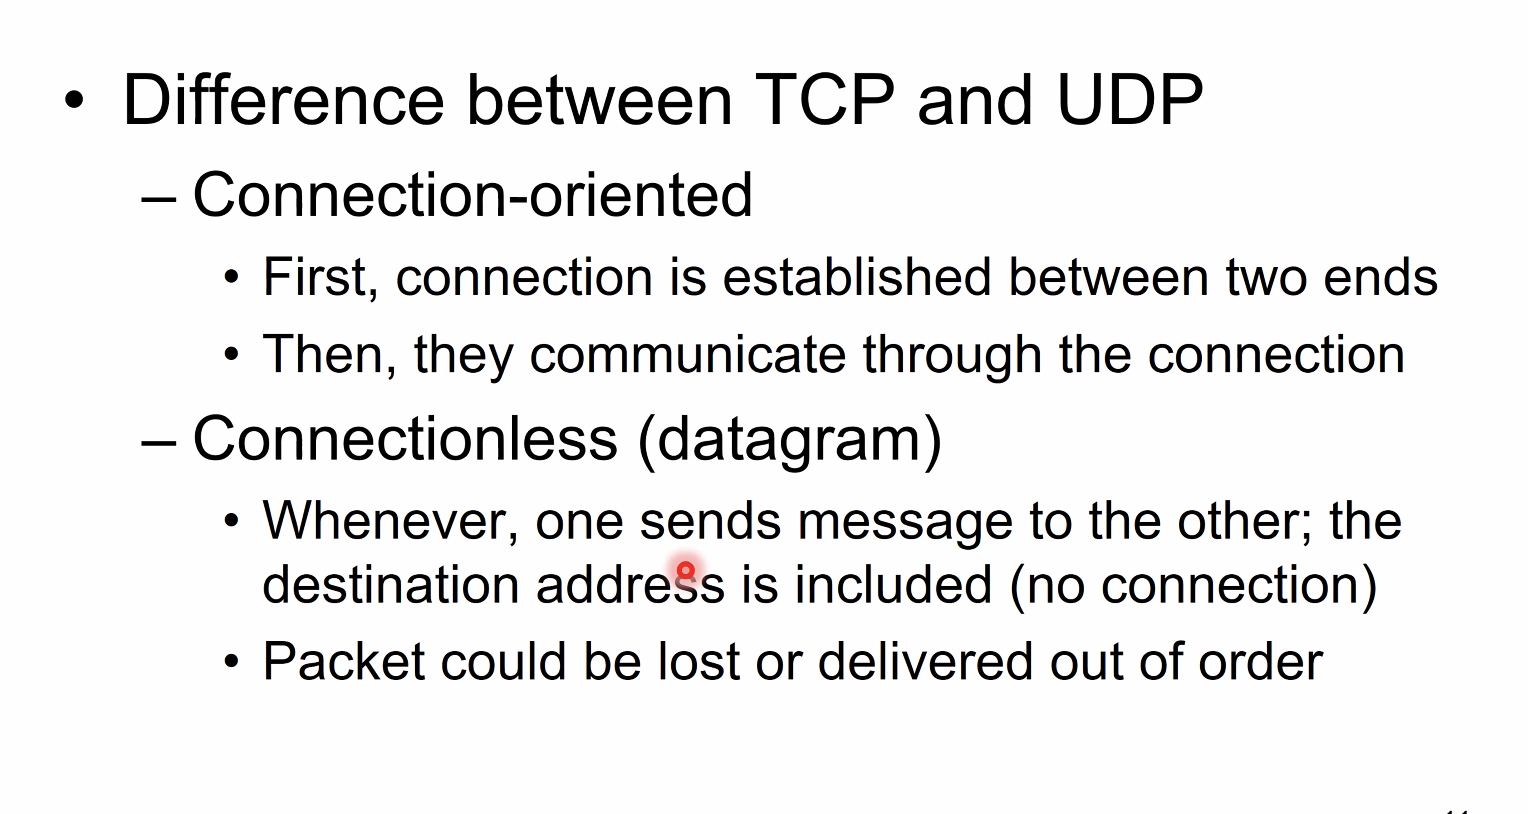 • Difference between TCP and UDP
– Connection-oriented
• First, connection is established between two ends
• Then, they communicate through the connection
– Connectionless (datagram)
• Whenever, one sends message to the other; the
destination address is included (no connection)
• Packet could be lost or delivered out of order